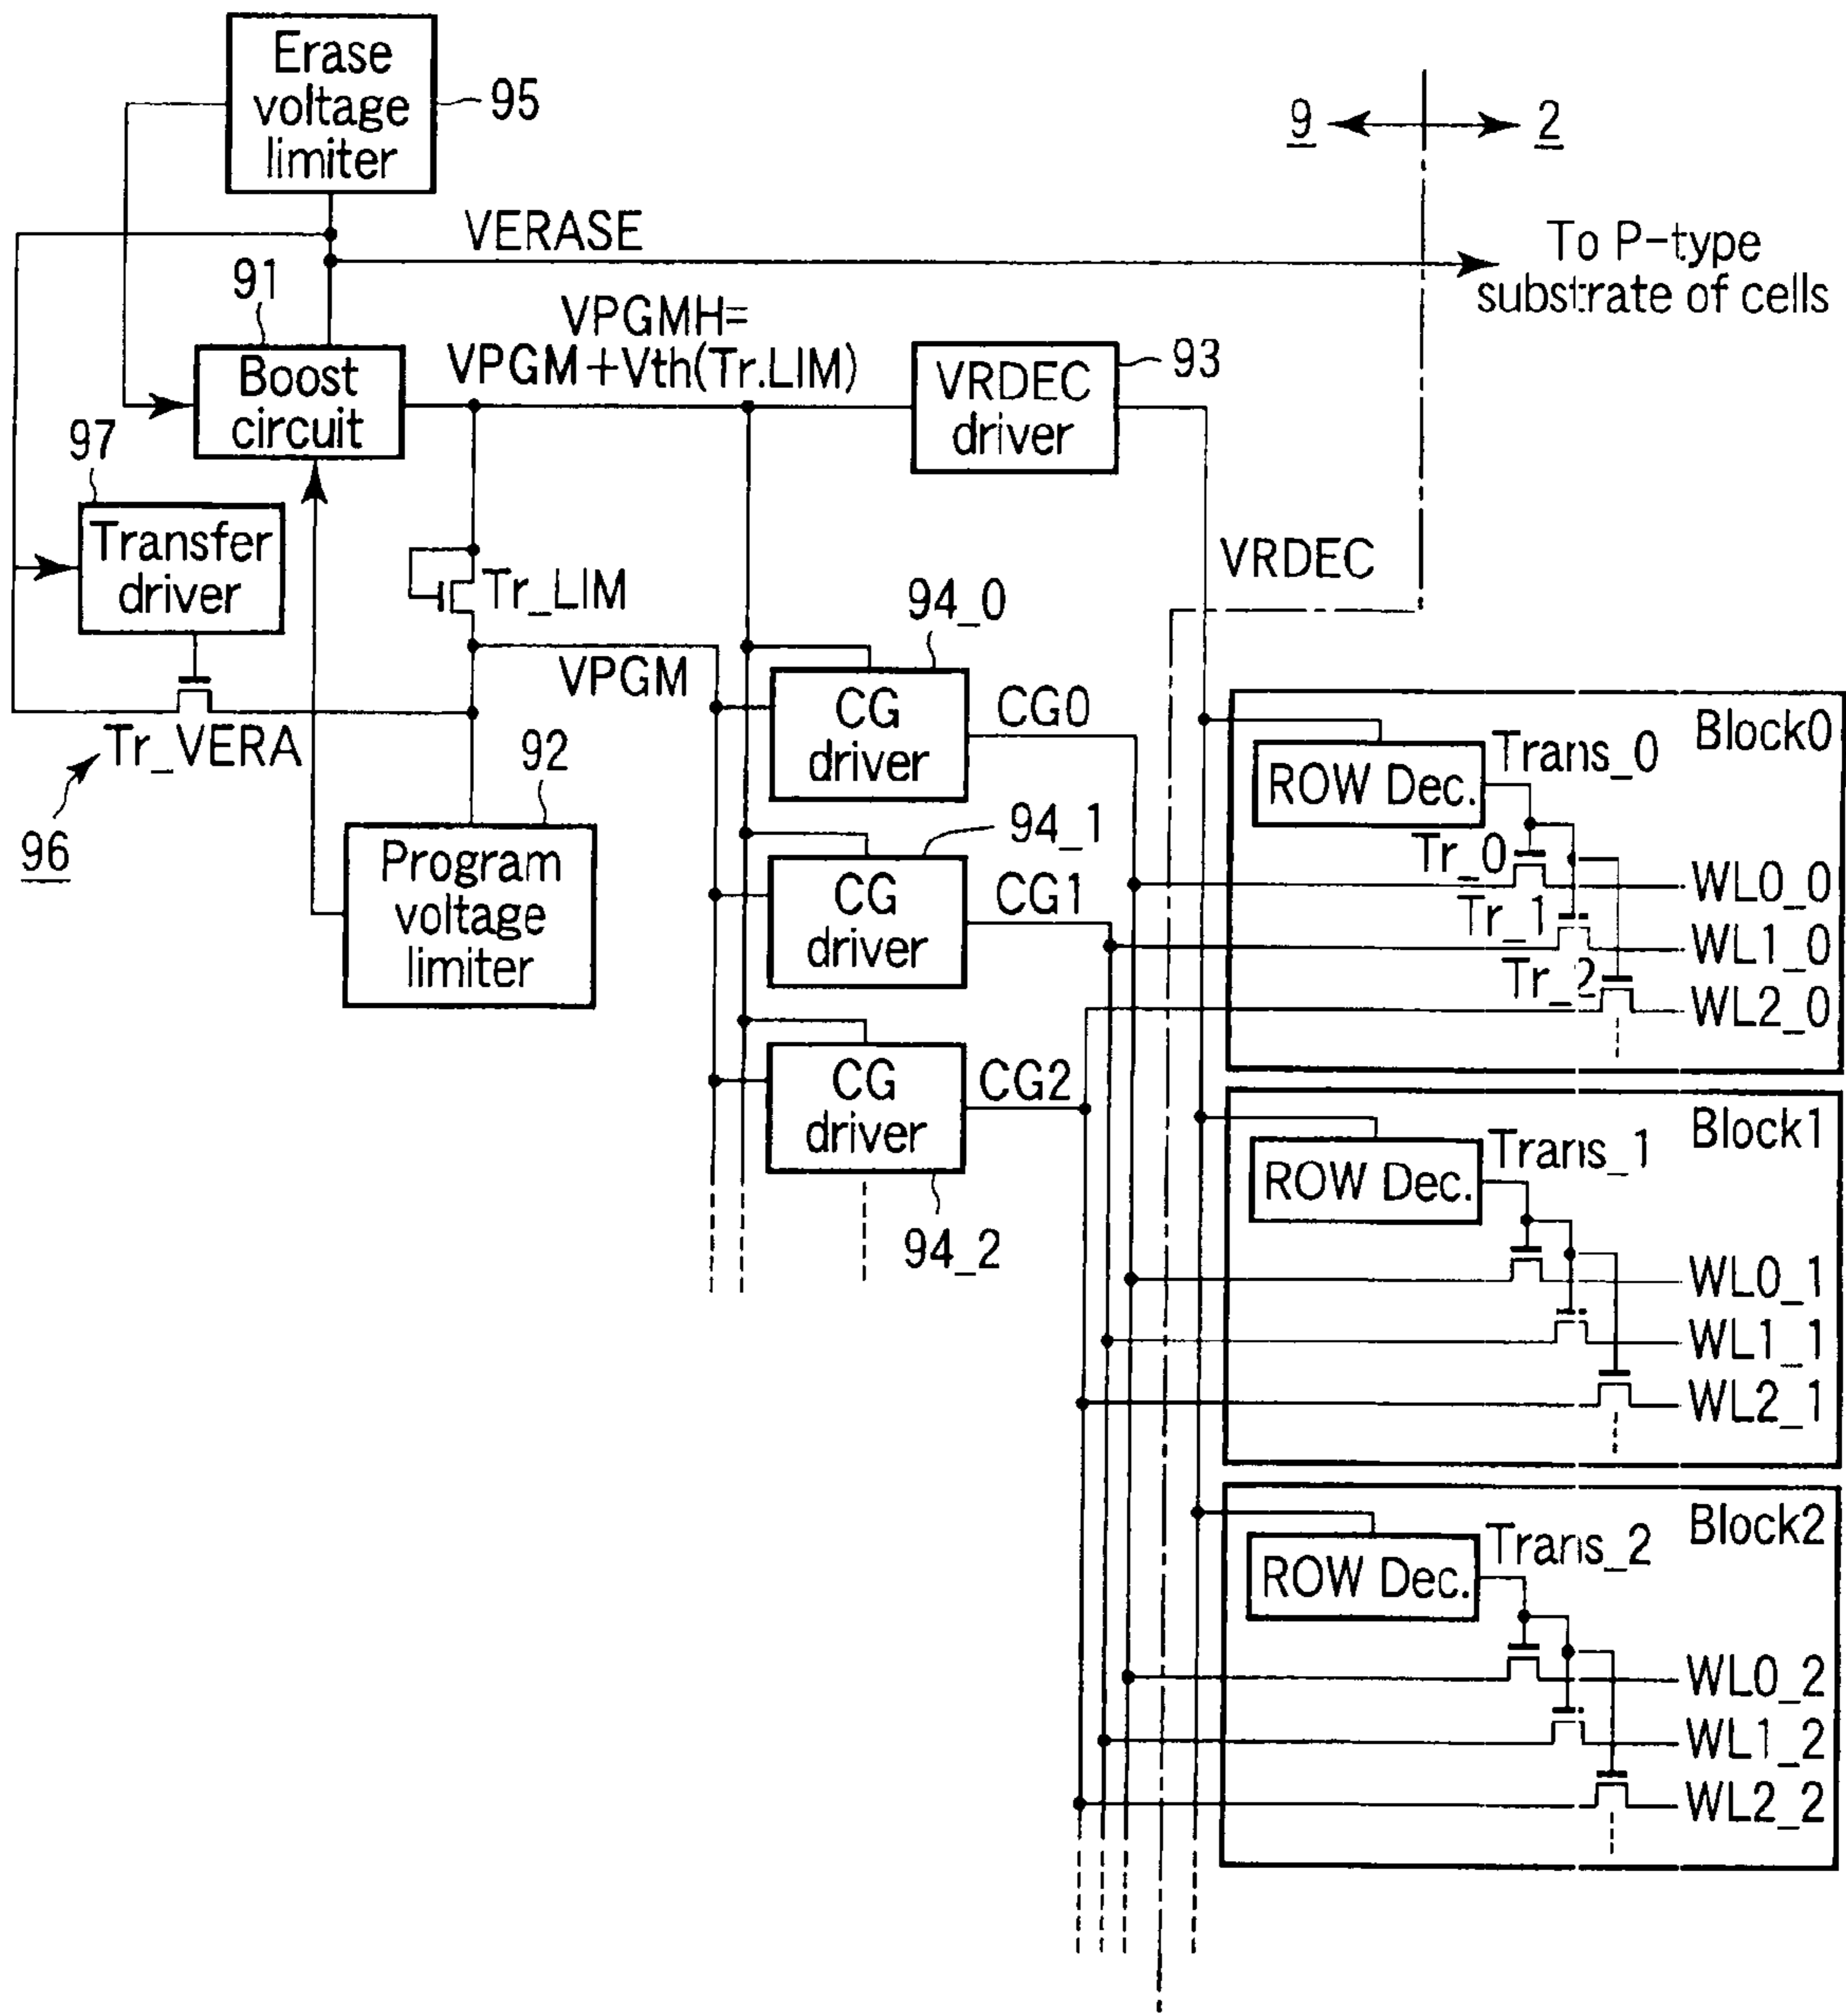 Erase
voltage
limiter
95
9
2
VERASE
To P-type
substrate of cells
91
VPGMH=
VPGM+Vth(Tr.LIM)
Boost
circuit
VRDEC
driver
93
97
Transfer
driver
Tr_LIM
VRDEC
94_0
VPGM
CG
driver
CG0
Tr_VERA
96
92
Program
voltage
limiter
94_1
CG
driver
CG1
CG
driver
CG2
94_2
Block0
ROW Dec.
Trans_0
Tr_0
WL0_0
Tr_1
WL1_0
Tr_2
WL2_0
Block1
ROW Dec.
Trans_1
WL0_1
WL1_1
WL2_1
Block2
ROW Dec.
Trans_2
WL0_2
WL1_2
WL2_2